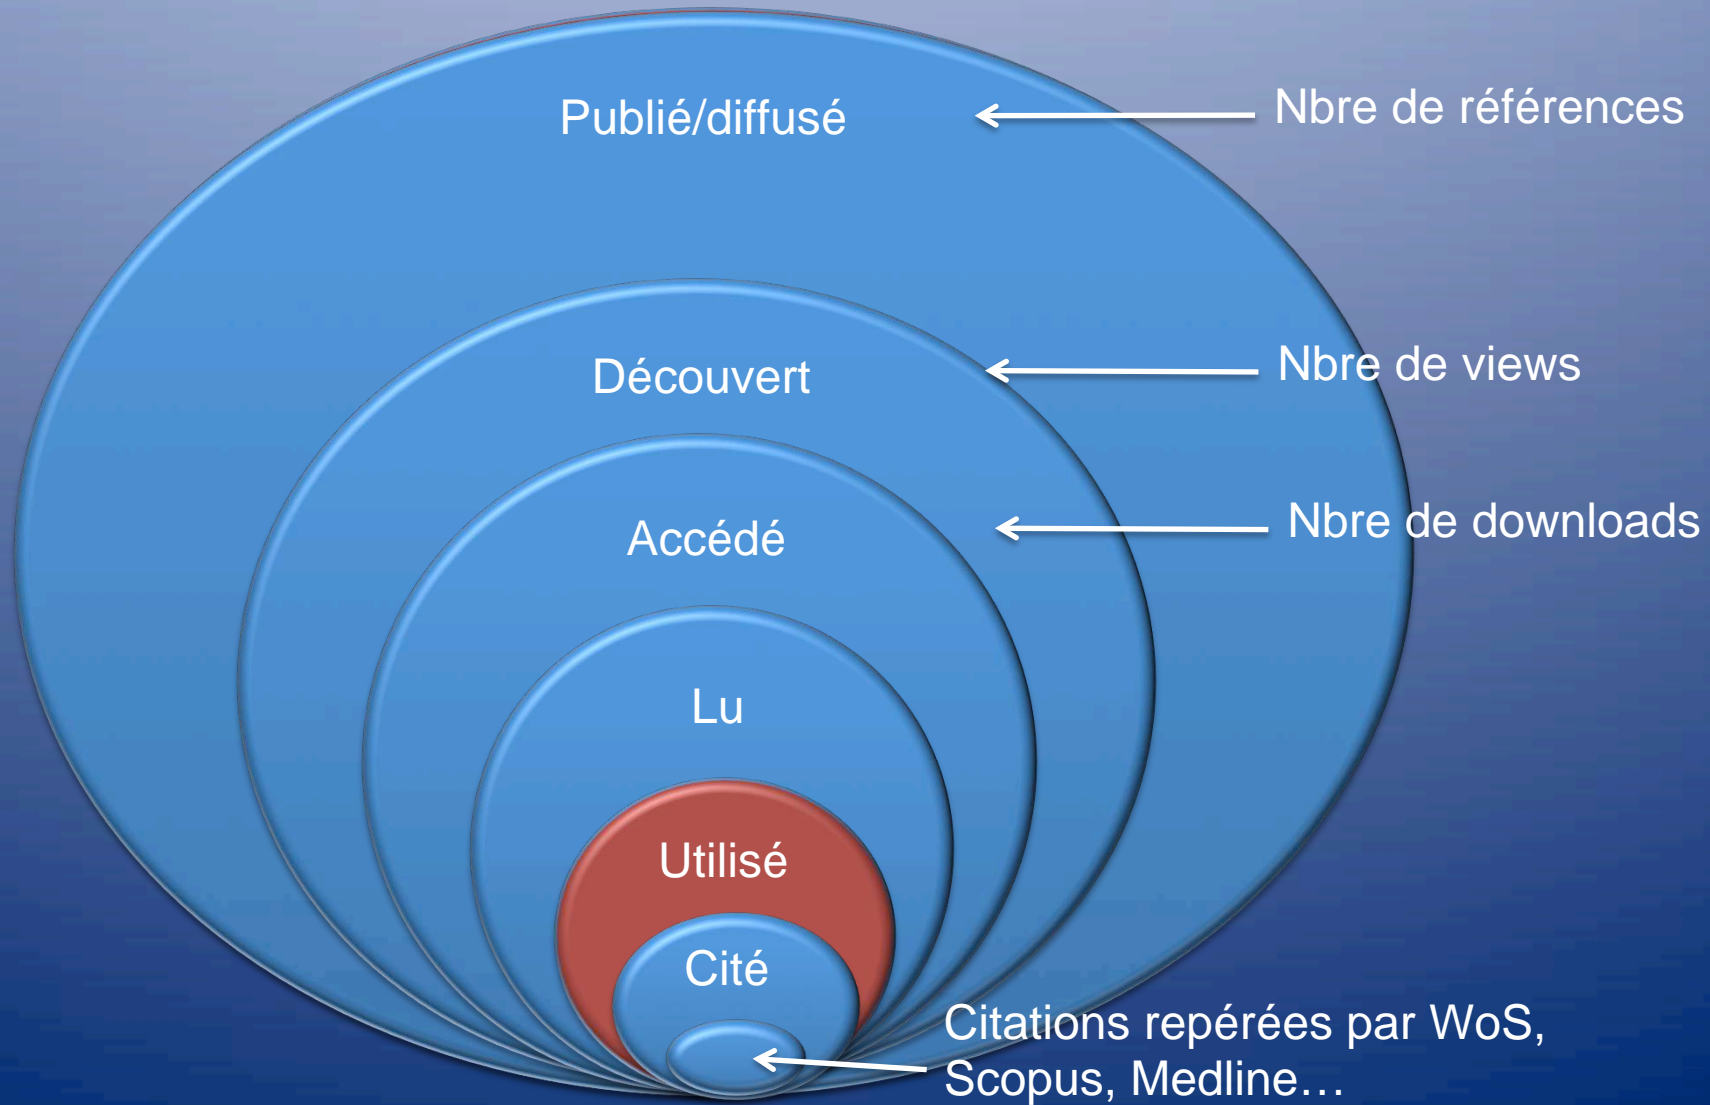 Publié/diffusé
Nbre de références
Découvert
Nbre de views
Accédé
Nbre de downloads
Lu
Utilisé
Cité
Citations repérées par WoS,
Scopus, Medline…